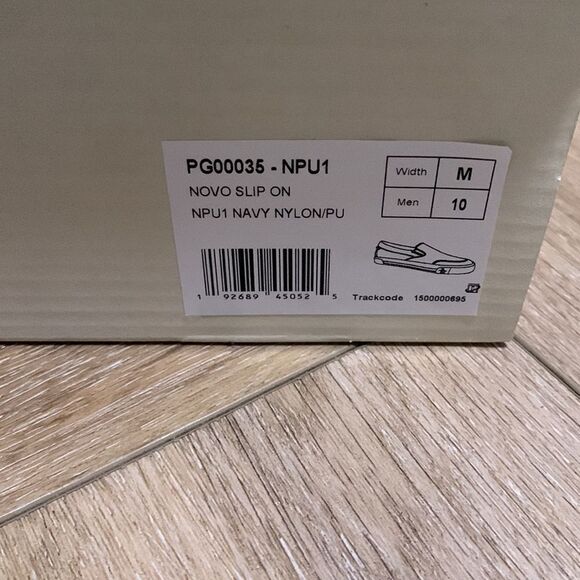 PG00035 - NPU1
NOVO SLIP ON
NPU1 NAVY NYLON/PU
Width M
Men 10
1 92689 45052 5
Trackcode 1500000695